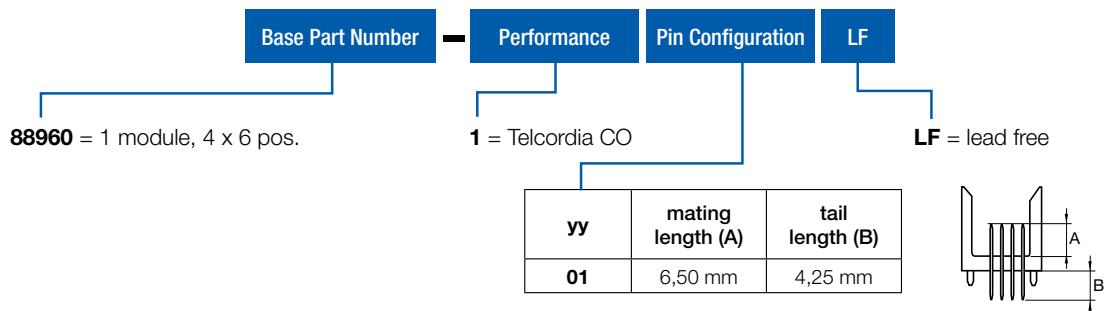 Base Part Number – Performance Pin Configuration LF
88960 = 1 module, 4 x 6 pos.
1 = Telcordia CO
LF = lead free
yy
mating
length (A)
tail
length (B)
01 6,50 mm 4,25 mm
A
B